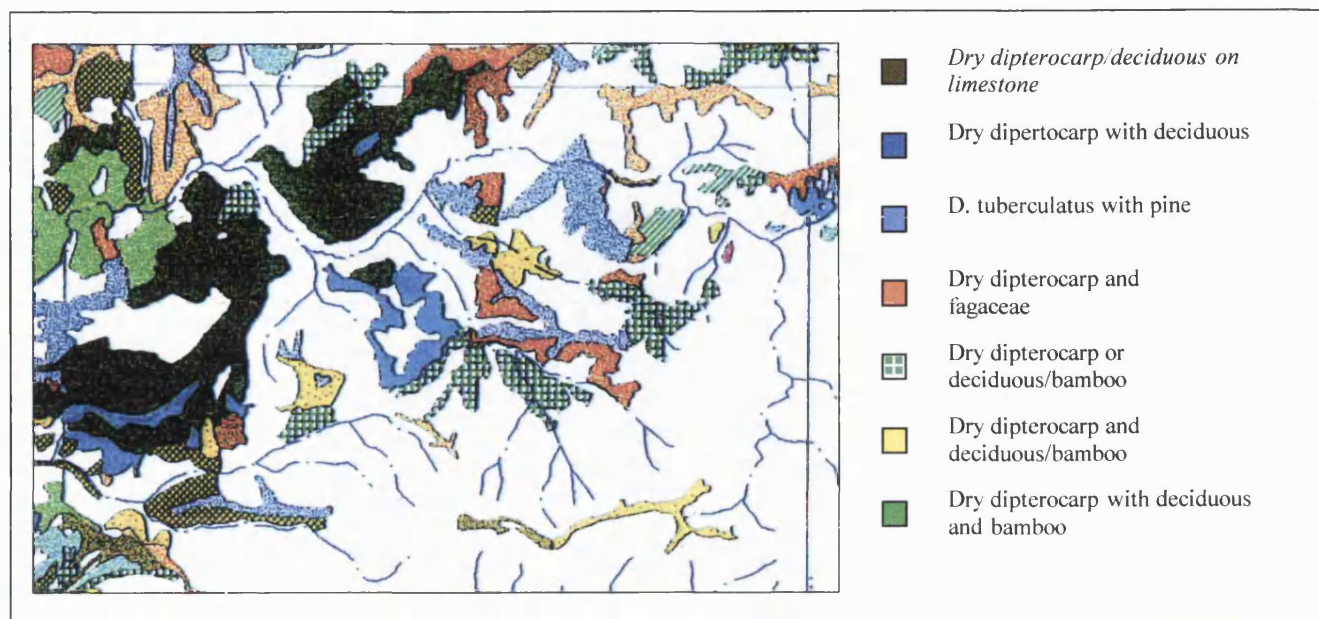 Dry dipterocarp/deciduous on
limestone
Dry dipertocarp with deciduous
D. tuberculatus with pine
Dry dipterocarp and
fagaceae
Dry dipterocarp or
deciduous/bamboo
Dry dipterocarp and
deciduous/bamboo
Dry dipterocarp with deciduous
and bamboo